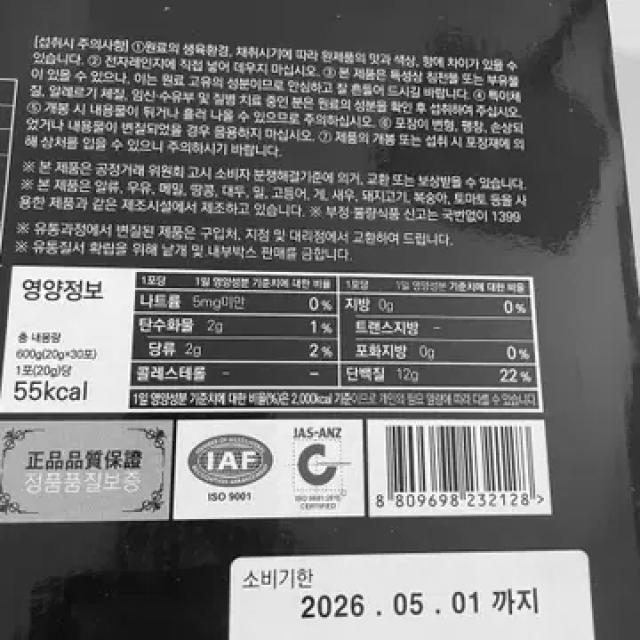 [섭취시 주의사항] ①원료의 생육환경, 채취시기에 따라 원제품의 맛과 색상, 향에 차이가 있을 수
있습니다. ② 전자레인지에 직접 넣어 데우지 마십시오. ③ 본 제품은 특성상 침전물 또는 부유물
이 있을 수 있으나, 이는 원료 고유의 성분이므로 안심하고 잘 흔들어 드시길 바랍니다. ④ 특이체
질, 알레르기 체질, 임신·수유부 및 질병 치료 중인 분은 원료의 성분을 확인 후 섭취하여 주십시오.
⑤ 개봉 시 내용물이 튀거나 흘러 나올 수 있으므로 주의하십시오. ⑥ 포장이 변형, 팽창, 손상되
었거나 내용물이 변질되었을 경우 음용하지 마십시오. ⑦ 제품의 개봉 또는 섭취 시 포장재에 의
해 상처를 입을 수 있으니 주의하시기 바랍니다.
※ 본 제품은 공정거래 위원회 고시 소비자 분쟁해결기준에 의거, 교환 또는 보상받을 수 있습니다.
※ 본 제품은 알류, 우유, 메밀, 땅콩, 대두, 밀, 고등어, 게, 새우, 돼지고기, 복숭아, 토마토 등을 사
용한 제품과 같은 제조시설에서 제조하고 있습니다. ※ 부정·불량식품 신고는 국번없이 1399
※ 유통과정에서 변질된 제품은 구입처, 지점 및 대리점에서 교환하여 드립니다.
※ 유통질서 확립을 위해 낱개 및 내부박스 판매를 금합니다.
영양정보
총 내용량
600g(20g×30포)
1포(20g)당
55kcal
1포당 1일 영양성분 기준치에 대한 비율
나트륨 5mg미만 0%
탄수화물 2g 1%
당류 2g 2%
콜레스테롤 - -
1포당 1일 영양성분 기준치에 대한 비율
지방 0g 0%
트랜스지방 -
포화지방 0g 0%
단백질 12g 22%
1일 영양성분 기준치에 대한 비율(%)은 2,000kcal 기준이므로 개인의 필요 열량에 따라 다를 수 있습니다.
正品品質保證
정품품질보증
IAF
ISO 9001
JAS-ANZ
CERTIFIED
8 809698 232128 >
소비기한
2026 . 05 . 01 까지